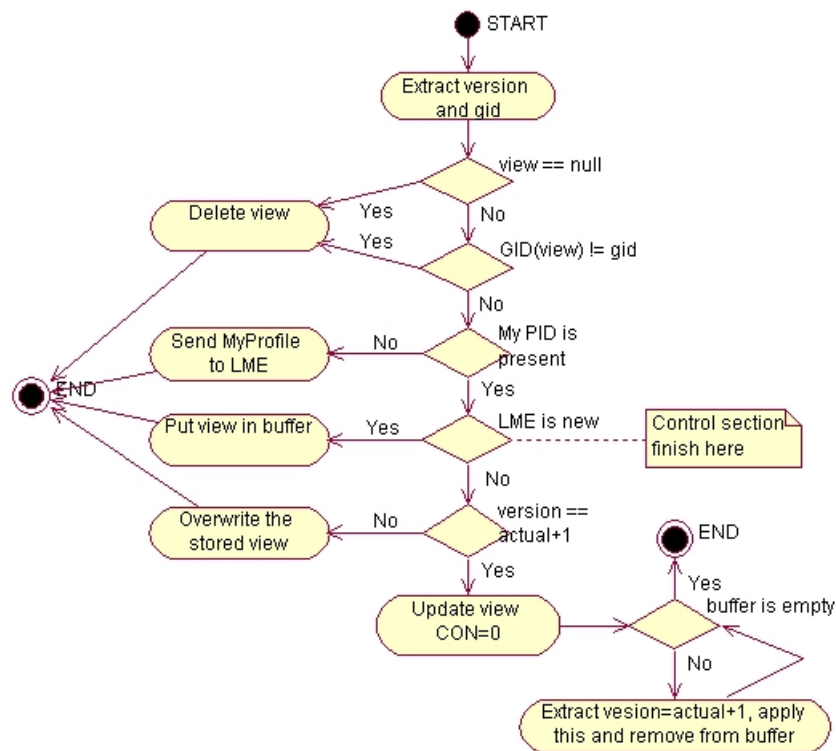 START
Extract version
and gid
view == null
Yes
No
Delete view
Yes
GID(view) != gid
No
My PID is
present
No
Send MyProfile
to LME
Yes
END
LME is new
Yes
Put view in buffer
Control section
finish here
No
version ==
actual+1
No
Overwrite the
stored view
Yes
Update view
CON=0
END
Yes
buffer is empty
No
Extract vesion=actual+1, apply
this and remove from buffer